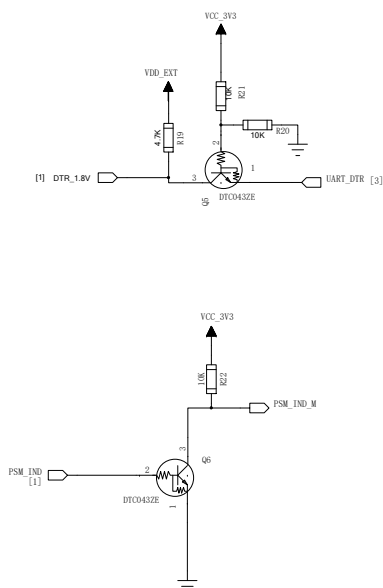 VCC_3V3
10K
R21
VDD_EXT
4.7K
R19
10K
R20
2
1
3
[1] DTR_1.8V
UART_DTR [3]
DTC043ZE
Q5
VCC_3V3
10K
R22
PSM_IND_M
3
Q6
PSM_IND
[1]
2
DTC043ZE
1